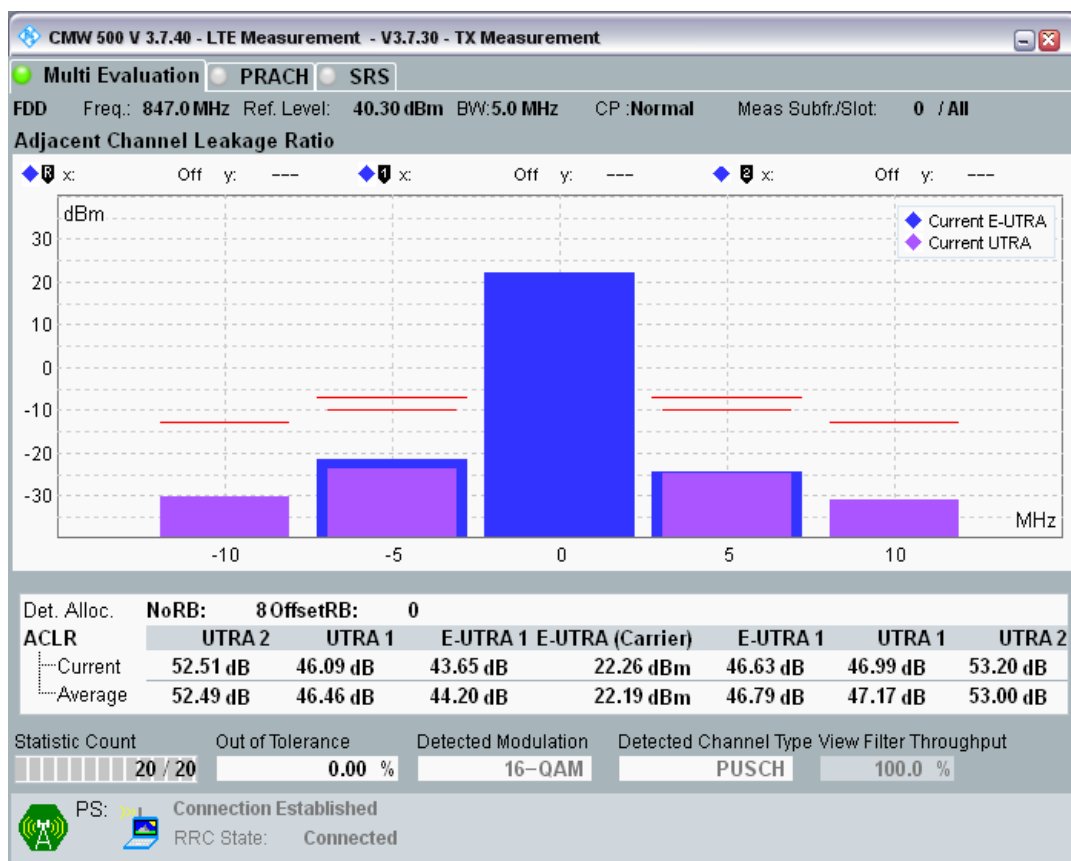 CMW 500 V 3.7.40 - LTE Measurement - V3.7.30 - TX Measurement
Multi Evaluation PRACH SRS
FDD Freq.: 847.0 MHz Ref. Level: 40.30 dBm BW:5.0 MHz CP :Normal Meas Subfr./Slot: 0 / All
Adjacent Channel Leakage Ratio
R x: Off y: --- 1 x: Off y: --- 2 x: Off y: ---
dBm
Current E-UTRA
Current UTRA
30
20
10
0
-10
-20
-30
MHz
-10 -5 0 5 10
Det. Alloc. NoRB: 8 OffsetRB: 0
ACLR UTRA 2 UTRA 1 E-UTRA 1 E-UTRA (Carrier) E-UTRA 1 UTRA 1 UTRA 2
Current 52.51 dB 46.09 dB 43.65 dB 22.26 dBm 46.63 dB 46.99 dB 53.20 dB
Average 52.49 dB 46.46 dB 44.20 dB 22.19 dBm 46.79 dB 47.17 dB 53.00 dB
Statistic Count Out of Tolerance Detected Modulation Detected Channel Type View Filter Throughput
20 / 20 0.00 % 16-QAM PUSCH 100.0 %
PS: Connection Established
RRC State: Connected